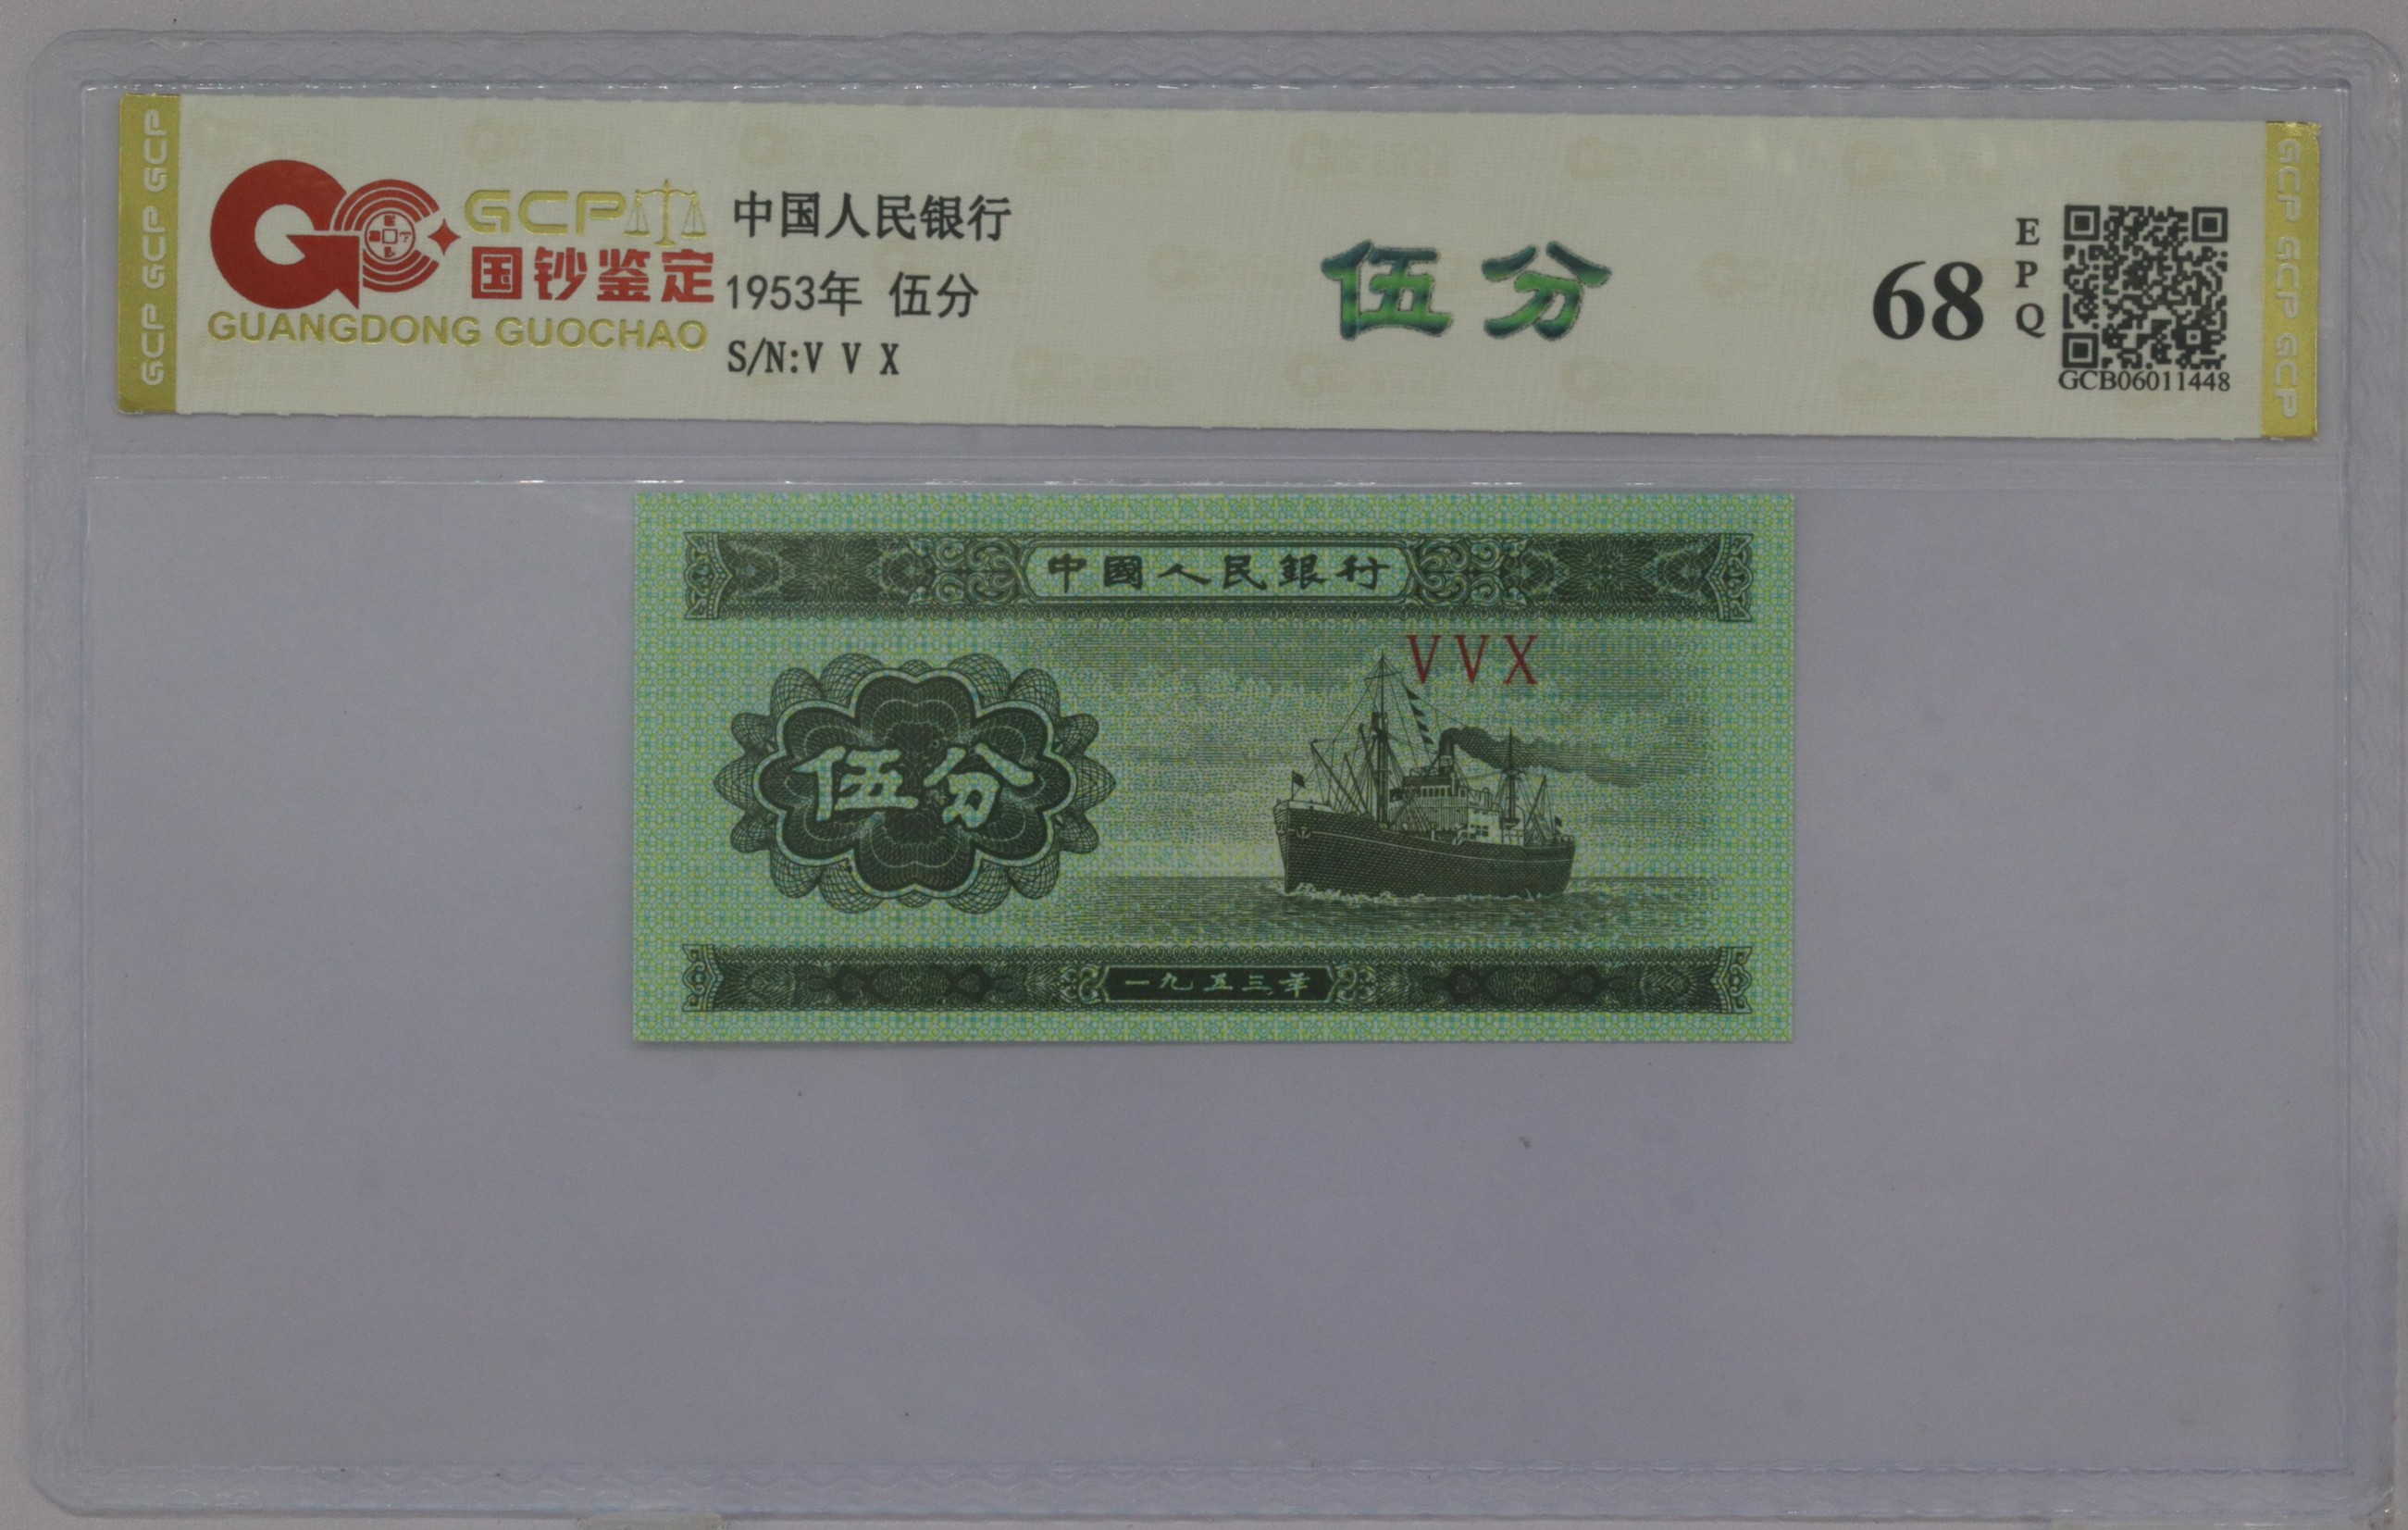 GCP GCP GCP
GCP
国钞鉴定
GUANGDONG GUOCHAO
中国人民银行
1953年 伍分
S/N:V V X
伍分
68
E
P
Q
GCB06011448
GCP GCP GCP
中國人民銀行
VVX
伍分
一九五三年